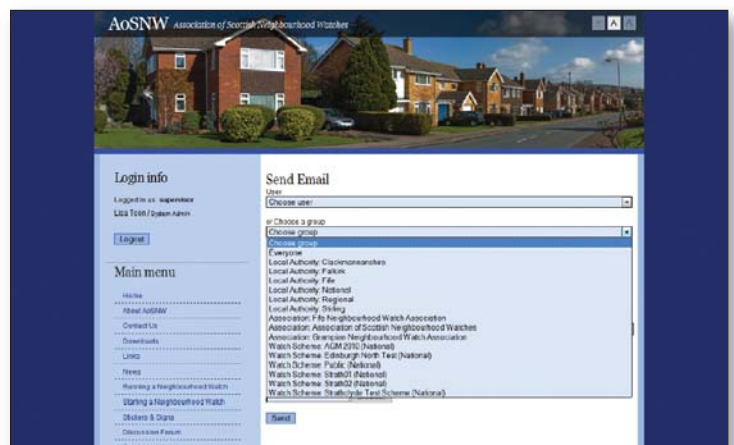 AoSNW Association of Scottish Neighbourhood Watches
A
Login info
Logged in as: supervisor
Lisa Toon / System Admin
Logout
Main menu
Home
About AoSNW
Contact Us
Downloads
Links
News
Running a Neighbourhood Watch
Starting a Neighbourhood Watch
Stickers & Signs
Discussion Forum
Send Email
User
Choose user
or Choose a group
Choose group
Choose group
Everyone
Local Authority: Clackmannanshire
Local Authority: Falkirk
Local Authority: Fife
Local Authority: National
Local Authority: Regional
Local Authority: Stirling
Association: Fife Neighbourhood Watch Association
Association: Association of Scottish Neighbourhood Watches
Association: Grampian Neighbourhood Watch Association
Watch Scheme: AGM 2010 (National)
Watch Scheme: Edinburgh North Test (National)
Watch Scheme: Public (National)
Watch Scheme: Strath01 (National)
Watch Scheme: Strath02 (National)
Watch Scheme: Strathclyde Test Scheme (National)
Send